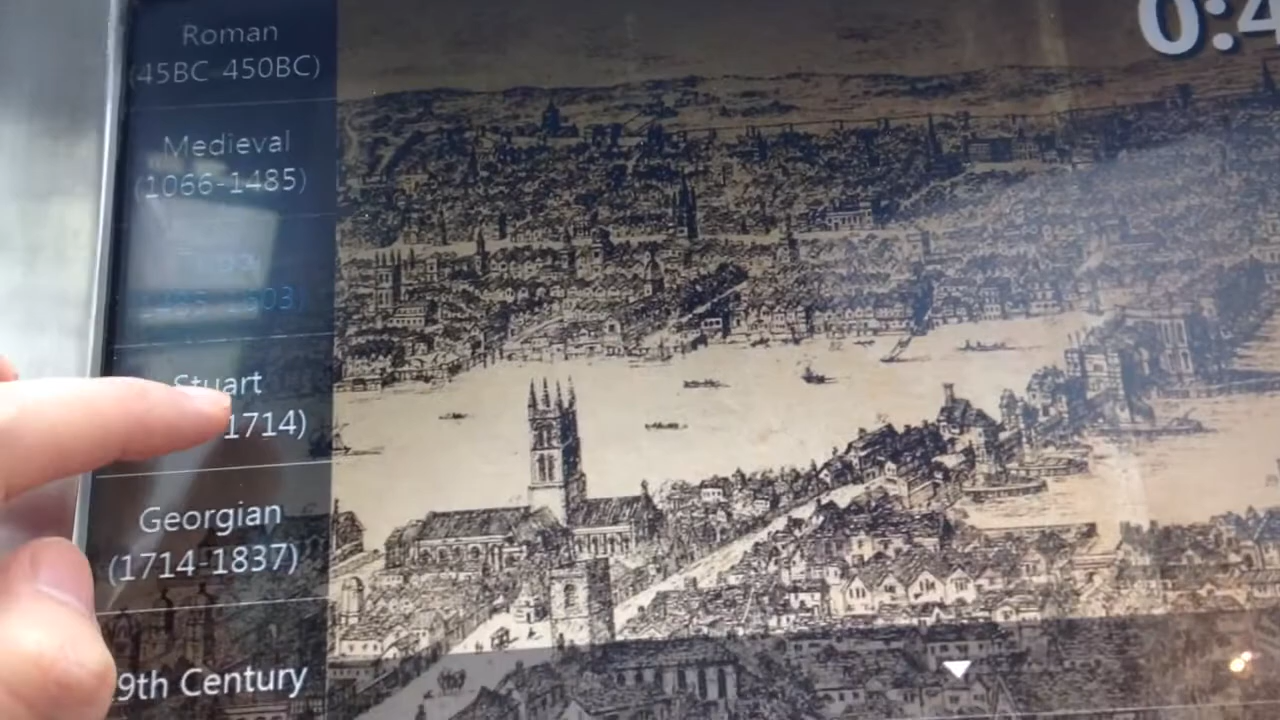 0:4
Roman
(45BC-450BC)
Medieval
(1066-1485)
Stuart
1714)
Georgian
(1714-1837)
9th Century